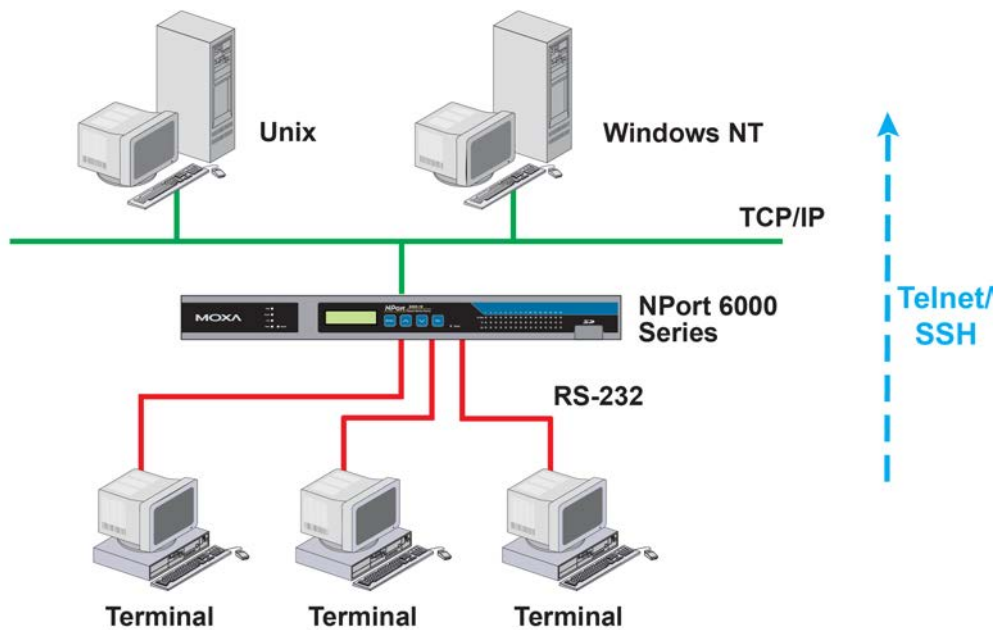 Unix
Windows NT
TCP/IP
MOXA
NPort
NPort 6000
Series
Telnet/
SSH
RS-232
Terminal
Terminal
Terminal